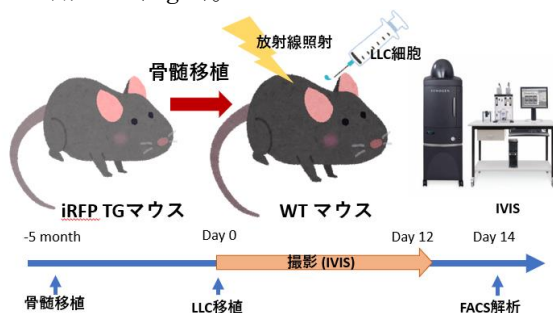 放射線照射
LLC細胞
骨髄移植
iRFP TGマウス
WT マウス
IVIS
-5 month
Day 0
Day 12
Day 14
撮影 (IVIS)
骨髄移植
LLC移植
FACS解析